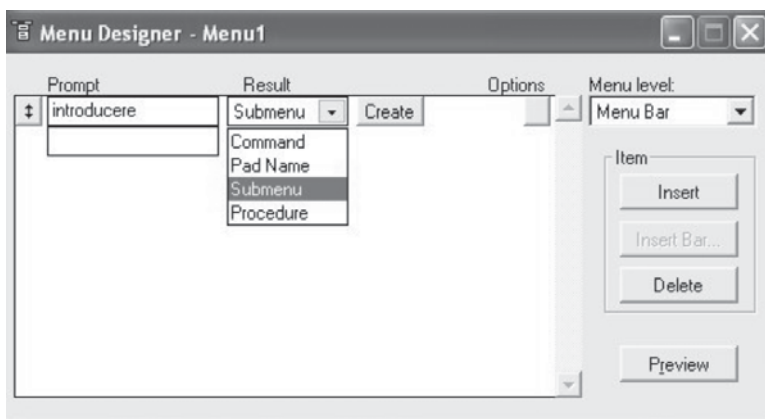 Menu Designer - Menu1
Prompt Result Options Menu level:
introducere Submenu Create Menu Bar
Command
Pad Name
Submenu
Procedure
Item
Insert
Insert Bar...
Delete
Preview